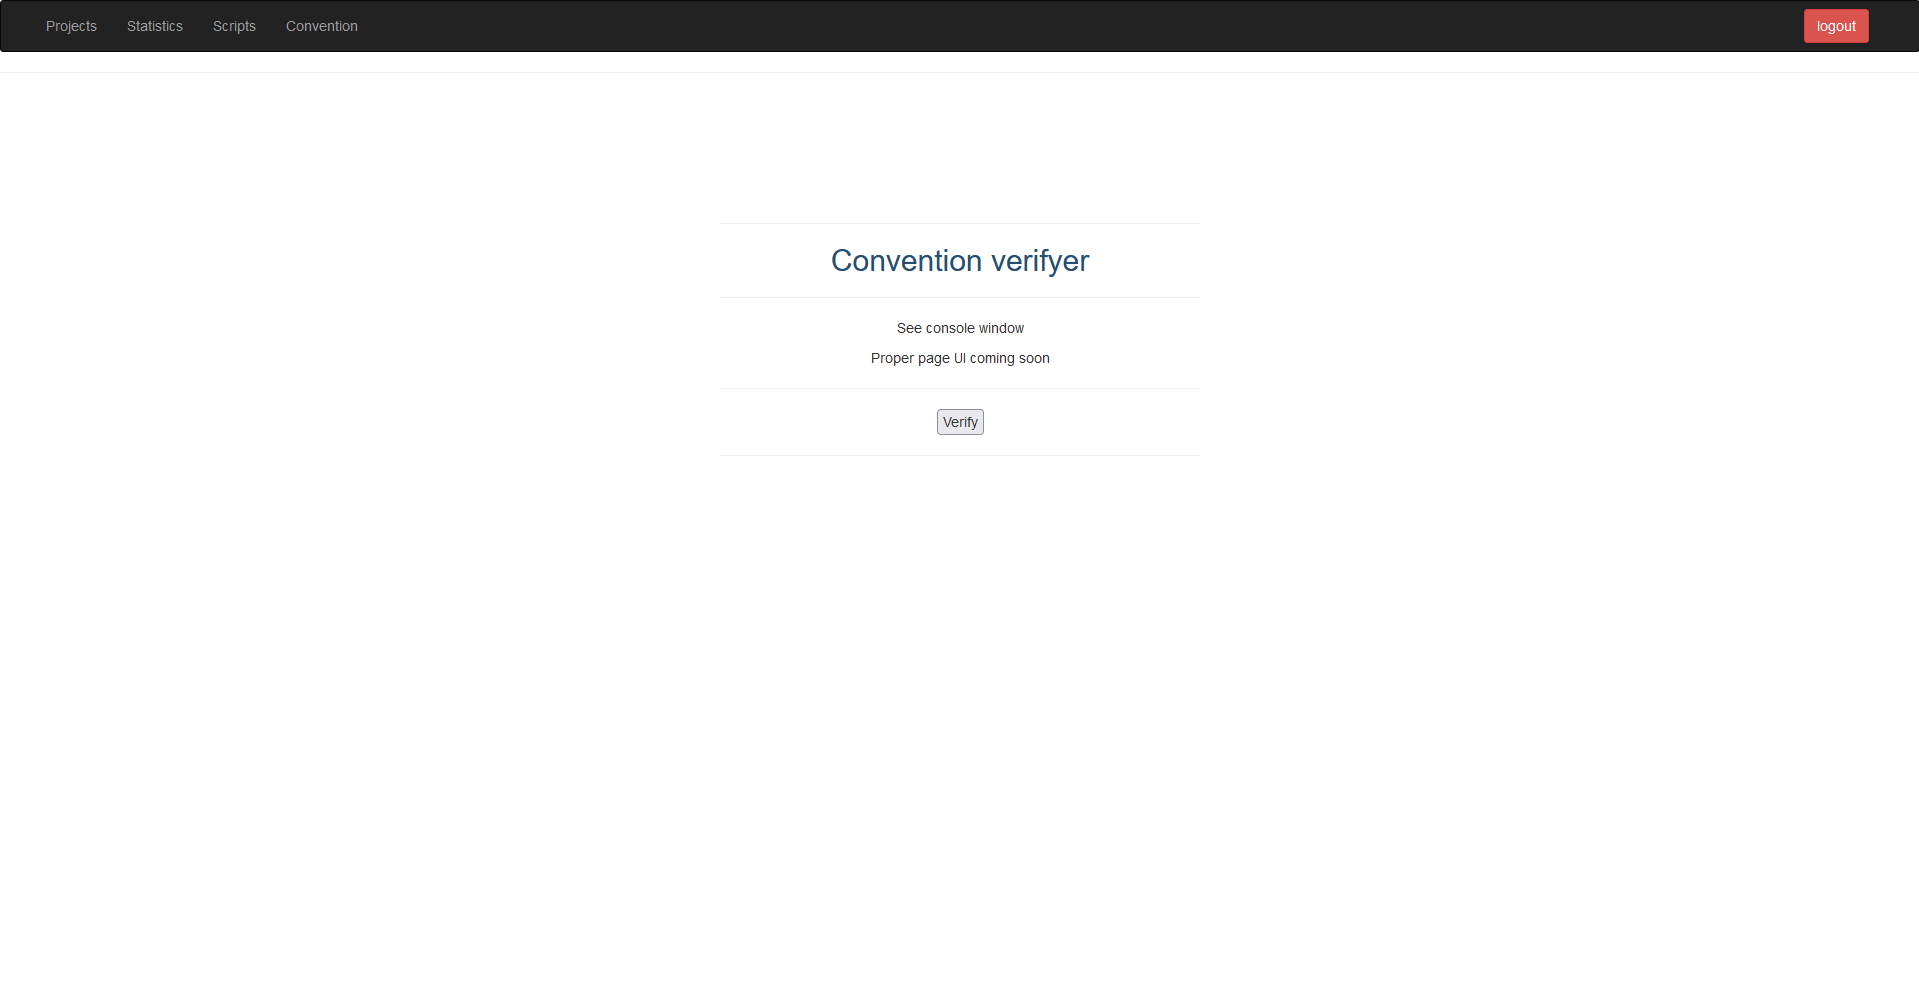 Projects Statistics Scripts Convention logout
Convention verifyer
See console window
Proper page UI coming soon
Verify